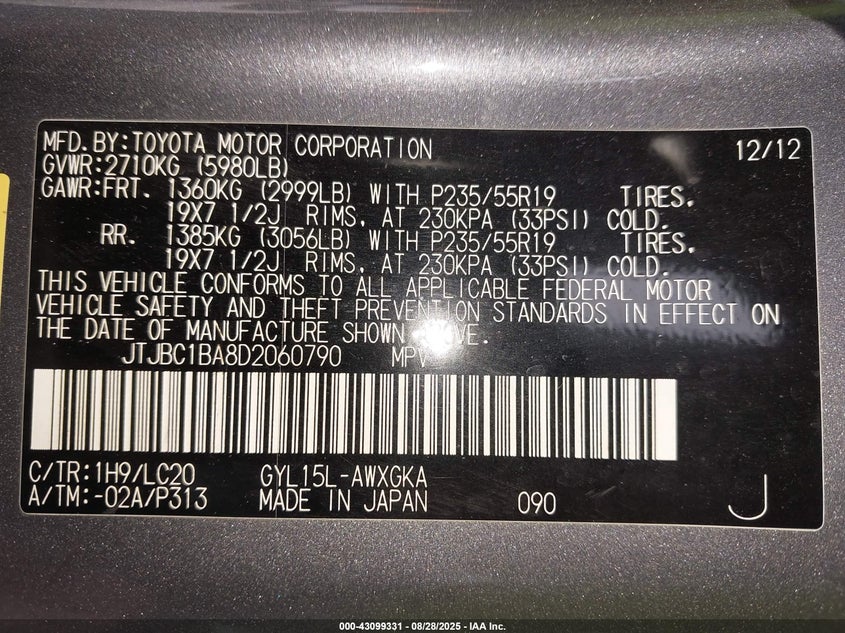 MFD.BY:TOYOTA MOTOR CORPORATION 12/12
GVWR:2710KG (5980LB)
GAWR:FRT. 1360KG (2999LB) WITH P235/55R19 TIRES,
19X7 1/2J RIMS, AT 230KPA (33PSI) COLD.
RR. 1385KG (3056LB) WITH P235/55R19 TIRES,
19X7 1/2J RIMS, AT 230KPA (33PSI) COLD.
THIS VEHICLE CONFORMS TO ALL APPLICABLE FEDERAL MOTOR
VEHICLE SAFETY AND THEFT PREVENTION STANDARDS IN EFFECT ON
THE DATE OF MANUFACTURE SHOWN ABOVE.
JTJBC1BA8D2060790 MPV
C/TR:1H9/LC20 GYL15L-AWXGKA
A/TM:-02A/P313 MADE IN JAPAN 090 J
000-43099331 - 08/28/2025 - IAA Inc.